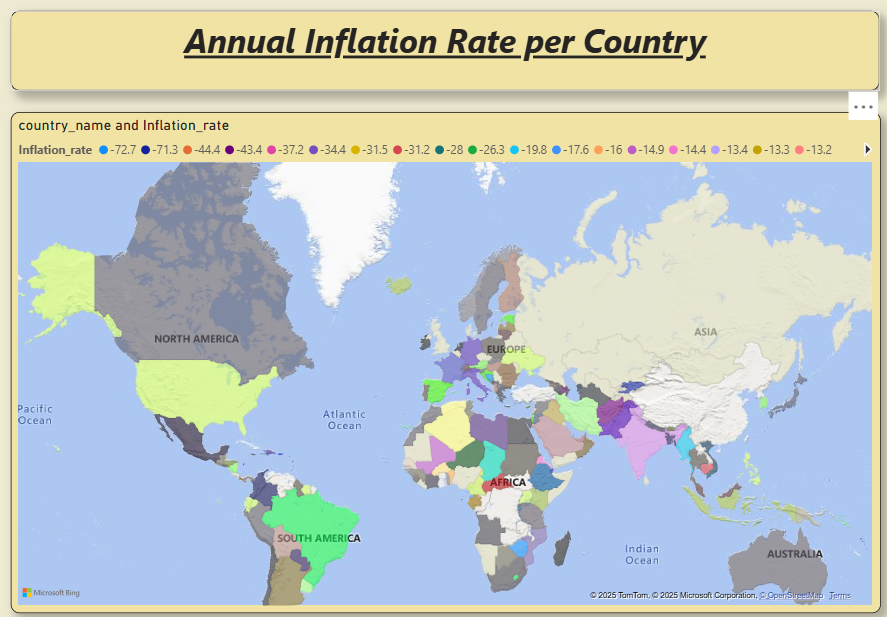 Annual Inflation Rate per Country
...
country_name and Inflation_rate
Inflation_rate -72.7 -71.3 -44.4 -43.4 -37.2 -34.4 -31.5 -31.2 -28 -26.3 -19.8 -17.6 -16 -14.9 -14.4 -13.4 -13.3 -13.2
NORTH AMERICA
EUROPE
ASIA
Pacific
Ocean
Atlantic
Ocean
AFRICA
SOUTH AMERICA
Indian
Ocean
AUSTRALIA
Microsoft Bing
© 2025 TomTom, © 2025 Microsoft Corporation, © OpenStreetMap Terms